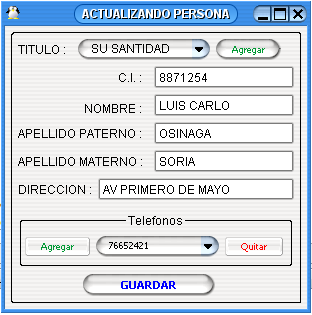 ACTUALIZANDO PERSONA
TITULO : SU SANTIDAD Agregar
C.I. : 8871254
NOMBRE : LUIS CARLO
APELLIDO PATERNO : OSINAGA
APELLIDO MATERNO : SORIA
DIRECCION : AV PRIMERO DE MAYO
Telefonos
Agregar 76652421 Quitar
GUARDAR